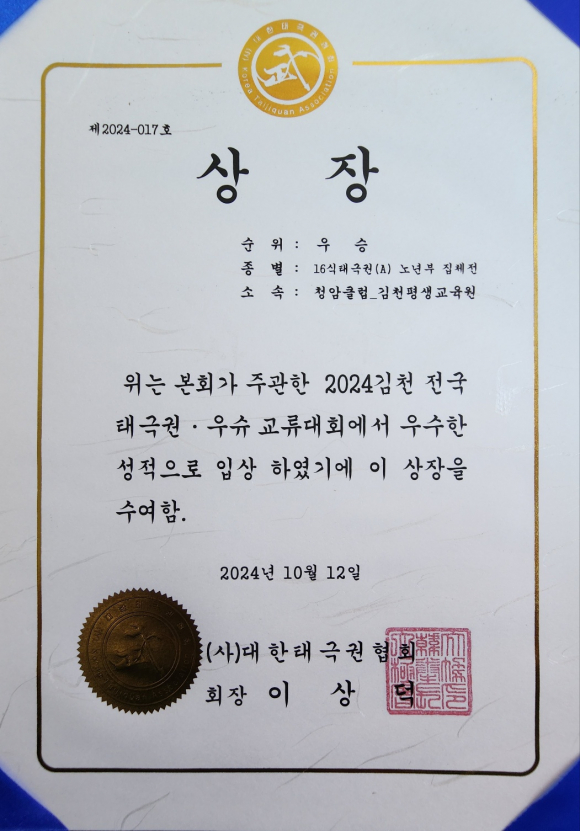 Korea Taijiquan Association
제2024-017호
상 장
순 위 : 우 승
종 별 : 16식태극권(A) 노년부 집체전
소 속 : 청암클럽_김천평생교육원
위는 본회가 주관한 2024김천 전국
태극권·우슈 교류대회에서 우수한
성적으로 입상 하였기에 이 상장을
수여함.
2024년 10월 12일
(사)대한태극권협회
회장 이 상 덕